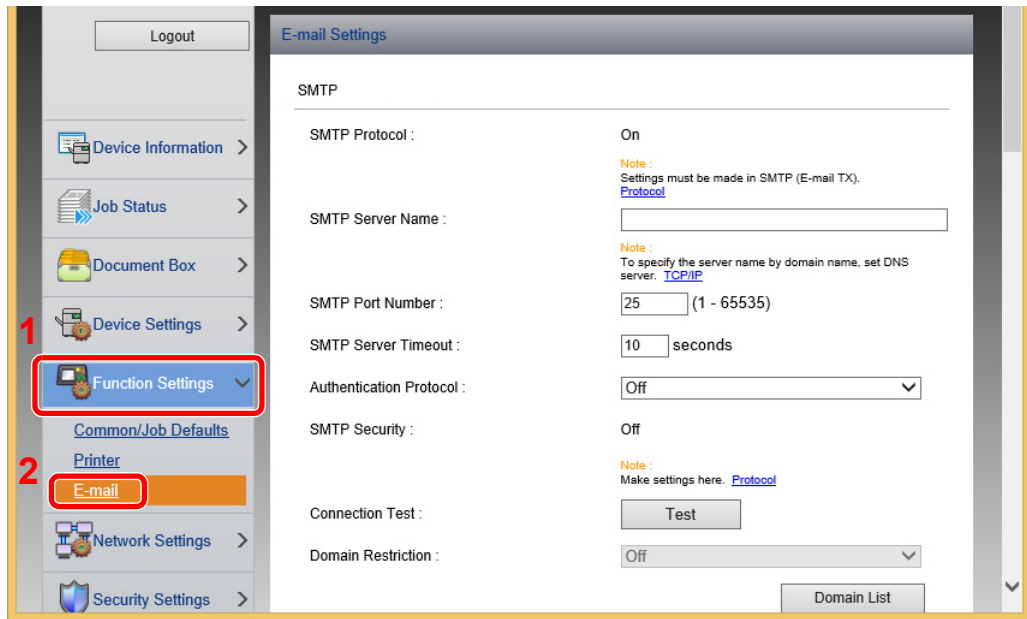 Logout
Device Information
Job Status
Document Box
1
Device Settings
Function Settings
Common/Job Defaults
Printer
2
E-mail
Network Settings
Security Settings
E-mail Settings
SMTP
SMTP Protocol : On
Note :
Settings must be made in SMTP (E-mail TX).
Protocol
SMTP Server Name :
Note :
To specify the server name by domain name, set DNS
server. TCP/IP
SMTP Port Number : 25 (1 - 65535)
SMTP Server Timeout : 10 seconds
Authentication Protocol : Off
SMTP Security : Off
Note :
Make settings here. Protocol
Connection Test : Test
Domain Restriction : Off
Domain List